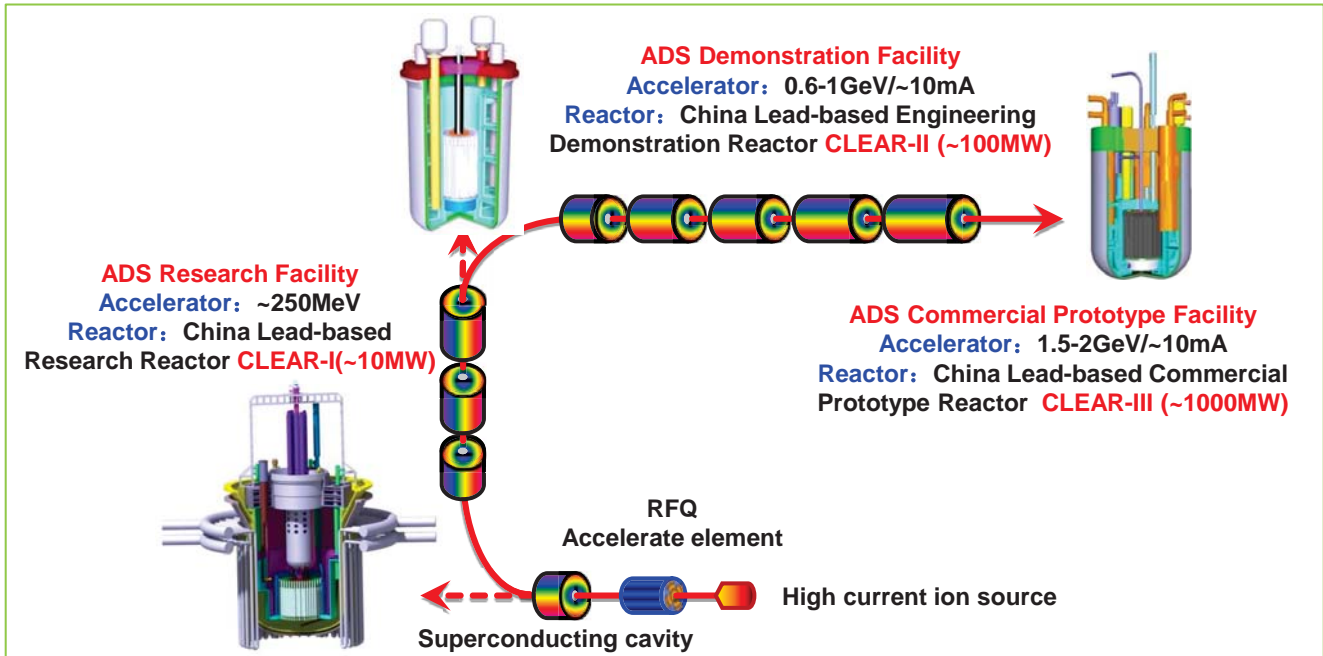 ADS Demonstration Facility
Accelerator：0.6-1GeV/~10mA
Reactor：China Lead-based Engineering
Demonstration Reactor CLEAR-II (~100MW)
ADS Research Facility
Accelerator：~250MeV
Reactor：China Lead-based
Research Reactor CLEAR-I(~10MW)
ADS Commercial Prototype Facility
Accelerator：1.5-2GeV/~10mA
Reactor：China Lead-based Commercial
Prototype Reactor CLEAR-III (~1000MW)
RFQ
Accelerate element
High current ion source
Superconducting cavity